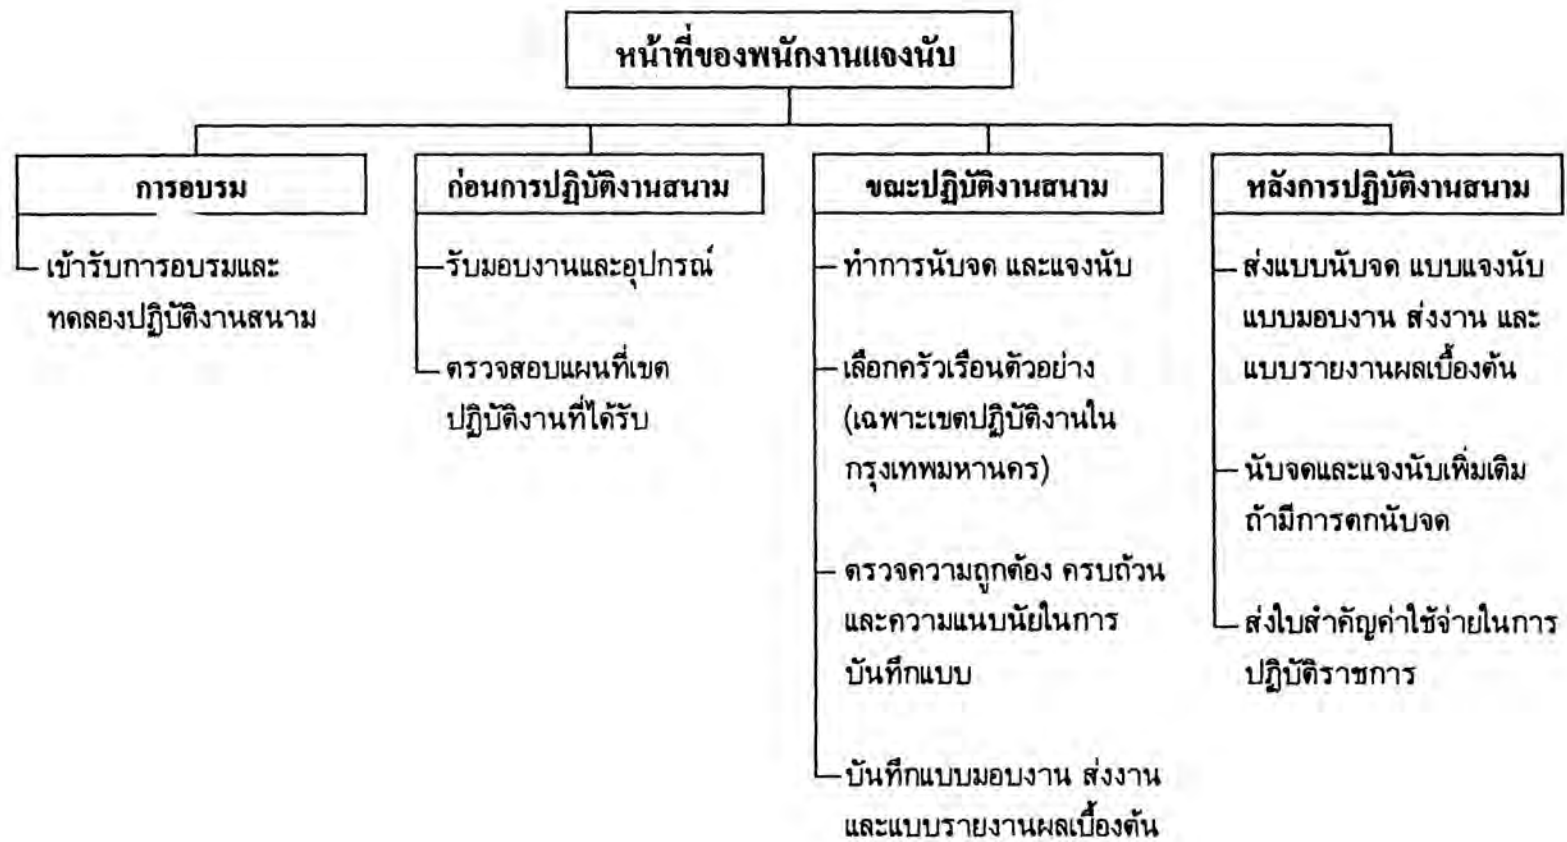 หน้าที่ของพนักงานแจงนับ
การอบรม
เข้ารับการอบรมและ
ทดลองปฏิบัติงานสนาม
ก่อนการปฏิบัติงานสนาม
รับมอบงานและอุปกรณ์
ตรวจสอบแผนที่เขต
ปฏิบัติงานที่ได้รับ
ขณะปฏิบัติงานสนาม
ทำการนับจด และแจงนับ
เลือกครัวเรือนตัวอย่าง
(เฉพาะเขตปฏิบัติงานใน
กรุงเทพมหานคร)
ตรวจความถูกต้อง ครบถ้วน
และความแนบนัยในการ
บันทึกแบบ
บันทึกแบบมอบงาน ส่งงาน
และแบบรายงานผลเบื้องต้น
หลังการปฏิบัติงานสนาม
ส่งแบบนับจด แบบแจงนับ
แบบมอบงาน ส่งงาน และ
แบบรายงานผลเบื้องต้น
นับจดและแจงนับเพิ่มเติม
ถ้ามีการตกนับจด
ส่งใบสำคัญค่าใช้จ่ายในการ
ปฏิบัติราชการ